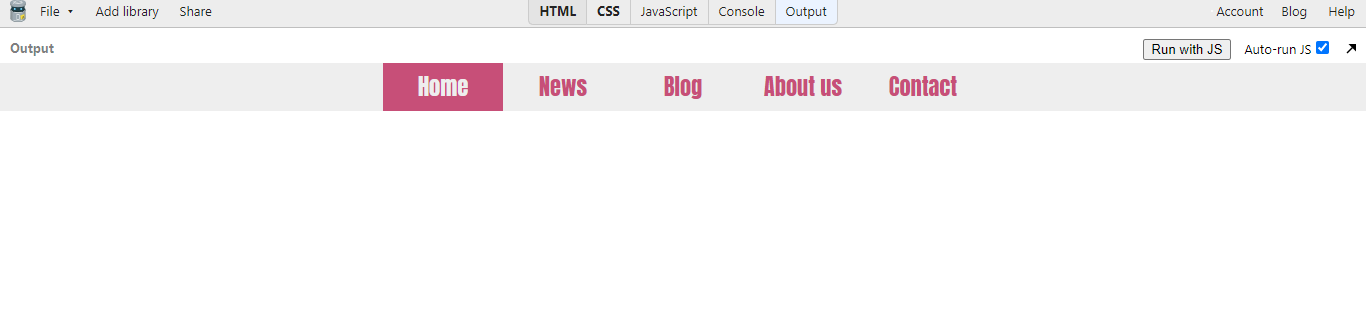 File Add library Share HTML CSS JavaScript Console Output Account Blog Help
Output Run with JS Auto-run JS
Home News Blog About us Contact